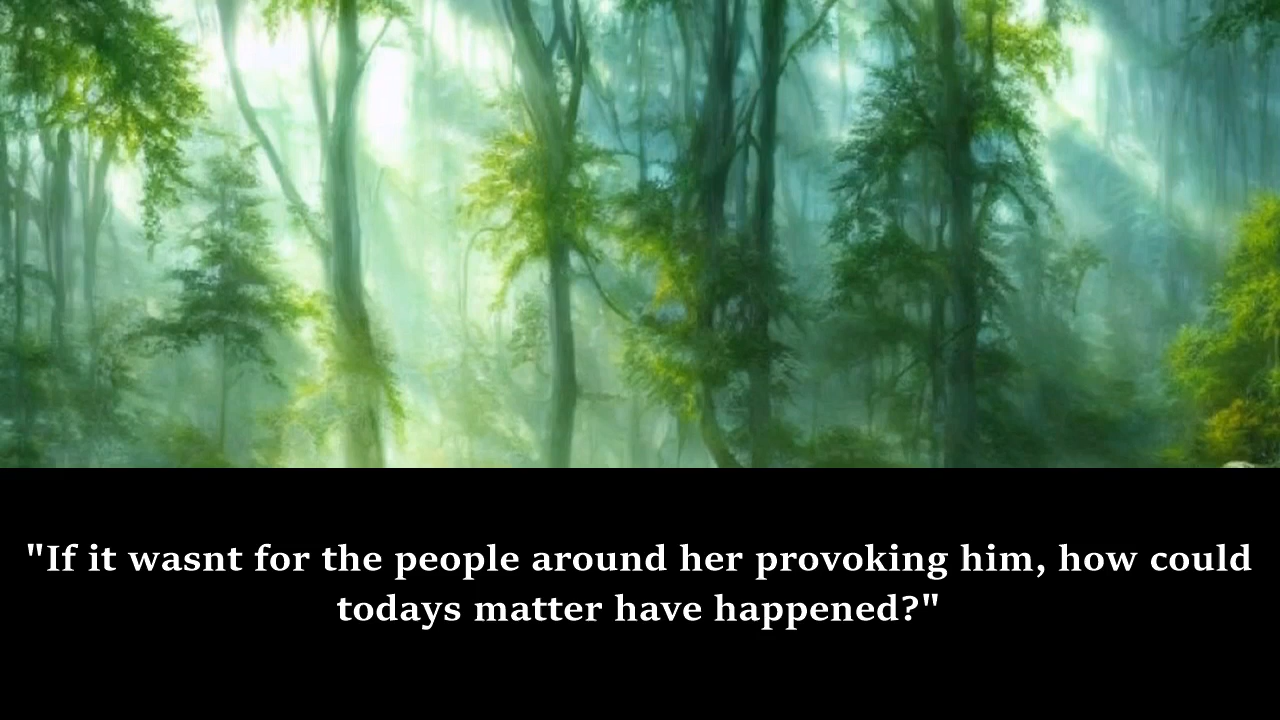 "If it wasnt for the people around her provoking him, how could
todays matter have happened?"